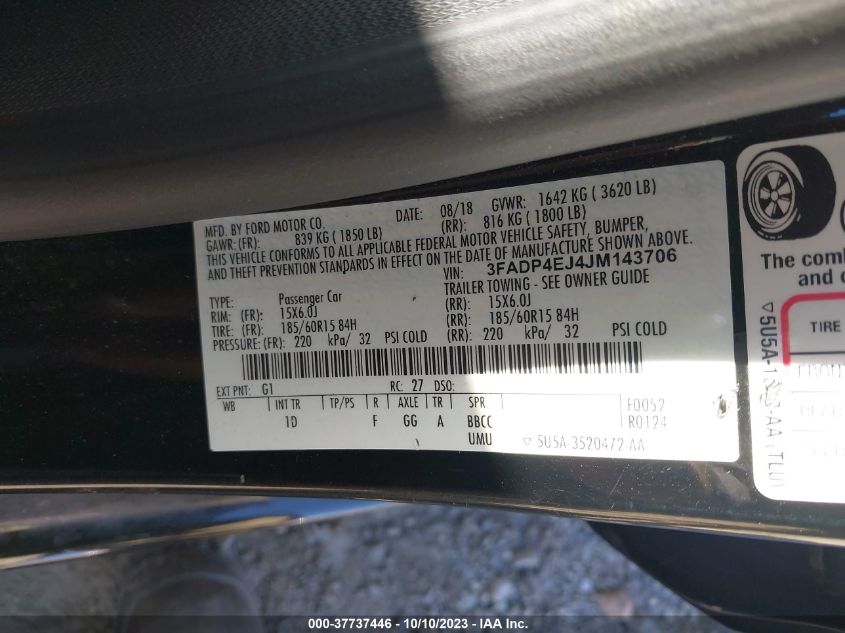 MFD. BY FORD MOTOR CO. DATE: 08/18 GVWR: 1642 KG ( 3620 LB)
GAWR: (FR): 839 KG ( 1850 LB) (RR): 816 KG ( 1800 LB)
THIS VEHICLE CONFORMS TO ALL APPLICABLE FEDERAL MOTOR VEHICLE SAFETY, BUMPER,
AND THEFT PREVENTION STANDARDS IN EFFECT ON THE DATE OF MANUFACTURE SHOWN ABOVE.
VIN: 3FADP4EJ4JM143706
TYPE: Passenger Car TRAILER TOWING - SEE OWNER GUIDE
RIM: (FR): 15X6.0J (RR): 15X6.0J
TIRE: (FR): 185/60R15 84H (RR): 185/60R15 84H
PRESSURE: (FR): 220 kPa/ 32 PSI COLD (RR): 220 kPa/ 32 PSI COLD
EXT PNT: G1 RC: 27 DSO:
WB INT TR TP/PS R AXLE TR SPR F0052
1D F GG A BBCC R0124
UMU ▽ 5U5A 3520472 AA
The comb
and o
TIRE
FRONT
000-37737446 - 10/10/2023 - IAA Inc.